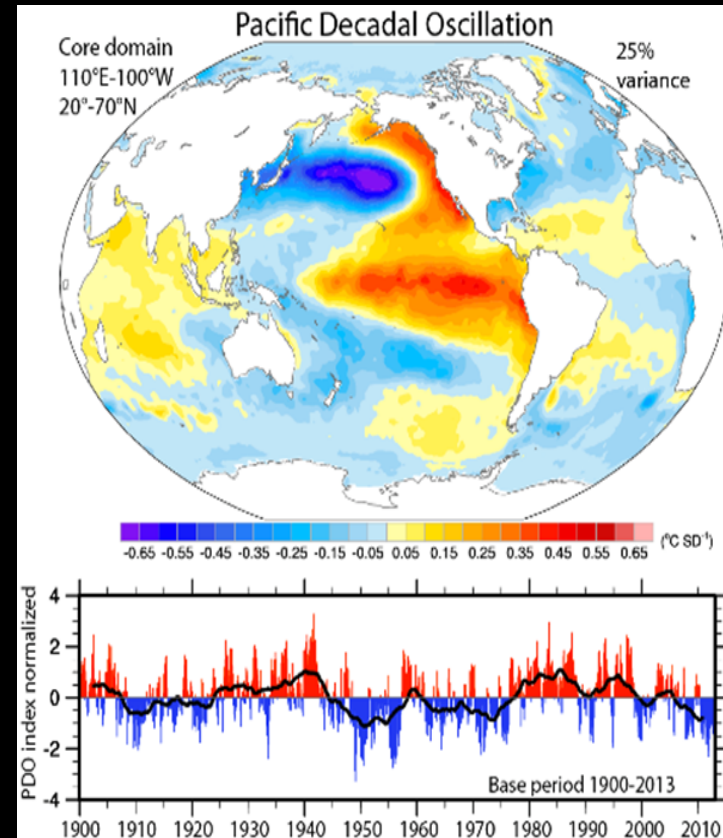 Pacific Decadal Oscillation
Core domain
110°E-100°W
20°-70°N
25%
variance
-0.65 -0.55 -0.45 -0.35 -0.25 -0.15 -0.05 0.05 0.15 0.25 0.35 0.45 0.55 0.65 (°C SD⁻¹)
PDO index normalized
4
2
0
-2
-4
Base period 1900-2013
1900 1910 1920 1930 1940 1950 1960 1970 1980 1990 2000 2010